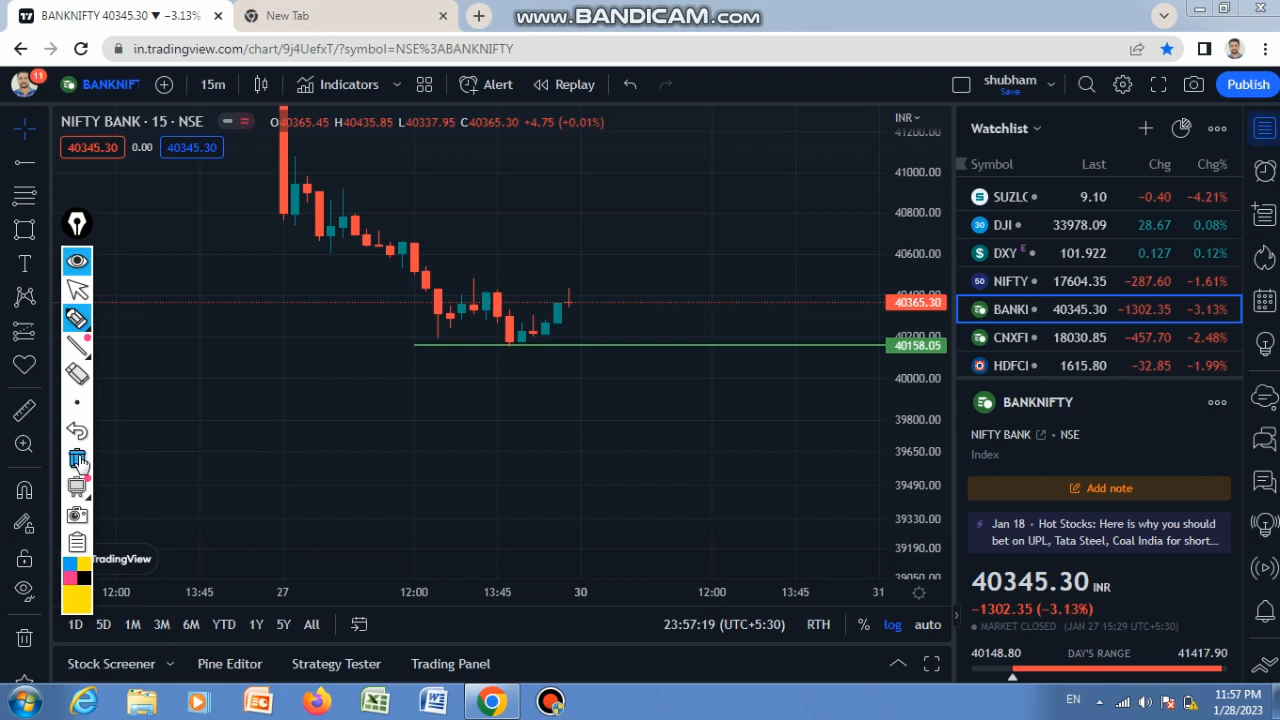 BANKNIFTY 40345.30 ▼ −3.13%
New Tab
www.BANDICAM.com
in.tradingview.com/chart/9j4UefxT/?symbol=NSE%3ABANKNIFTY
11
BANKNIFT
15m
Indicators
Alert
Replay
shubham
Save
Publish
NIFTY BANK · 15 · NSE
O40365.45 H40435.85 L40337.95 C40365.30 +4.75 (+0.01%)
INR
40345.30
0.00
40345.30
41200.00
41000.00
40800.00
40600.00
40400.00
40365.30
40200.00
40158.05
40000.00
39800.00
39650.00
39490.00
39330.00
39190.00
39050.00
TradingView
12:00
13:45
27
12:00
13:45
30
12:00
13:45
31
1D 5D 1M 3M 6M YTD 1Y 5Y All
23:57:19 (UTC+5:30)
RTH
%
log
auto
Stock Screener
Pine Editor
Strategy Tester
Trading Panel
Watchlist
Symbol Last Chg Chg%
SUZLC 9.10 −0.40 −4.21%
30 DJI 33978.09 28.67 0.08%
$ DXY E 101.922 0.127 0.12%
50 NIFTY 17604.35 −287.60 −1.61%
BANKI 40345.30 −1302.35 −3.13%
CNXFI 18030.85 −457.70 −2.48%
HDFCI 1615.80 −32.85 −1.99%
BANKNIFTY
NIFTY BANK · NSE
Index
Add note
Jan 18 • Hot Stocks: Here is why you should
bet on UPL, Tata Steel, Coal India for short...
40345.30 INR
−1302.35 (−3.13%)
MARKET CLOSED (JAN 27 15:29 UTC+5:30)
40148.80 DAY'S RANGE 41417.90
EN
11:57 PM
1/28/2023